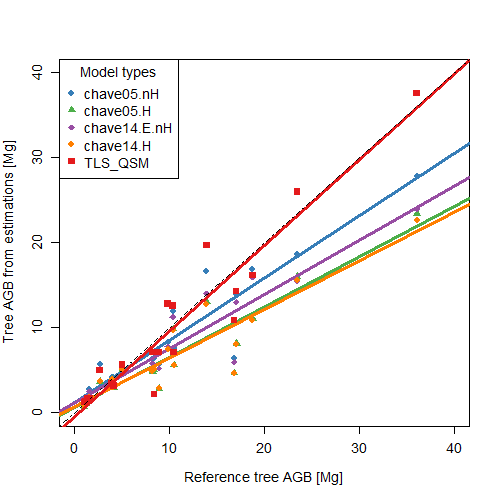 Model types
chave05.nH
chave05.H
chave14.E.nH
chave14.H
TLS_QSM
Tree AGB from estimations [Mg]
40
30
20
10
0
0 10 20 30 40
Reference tree AGB [Mg]